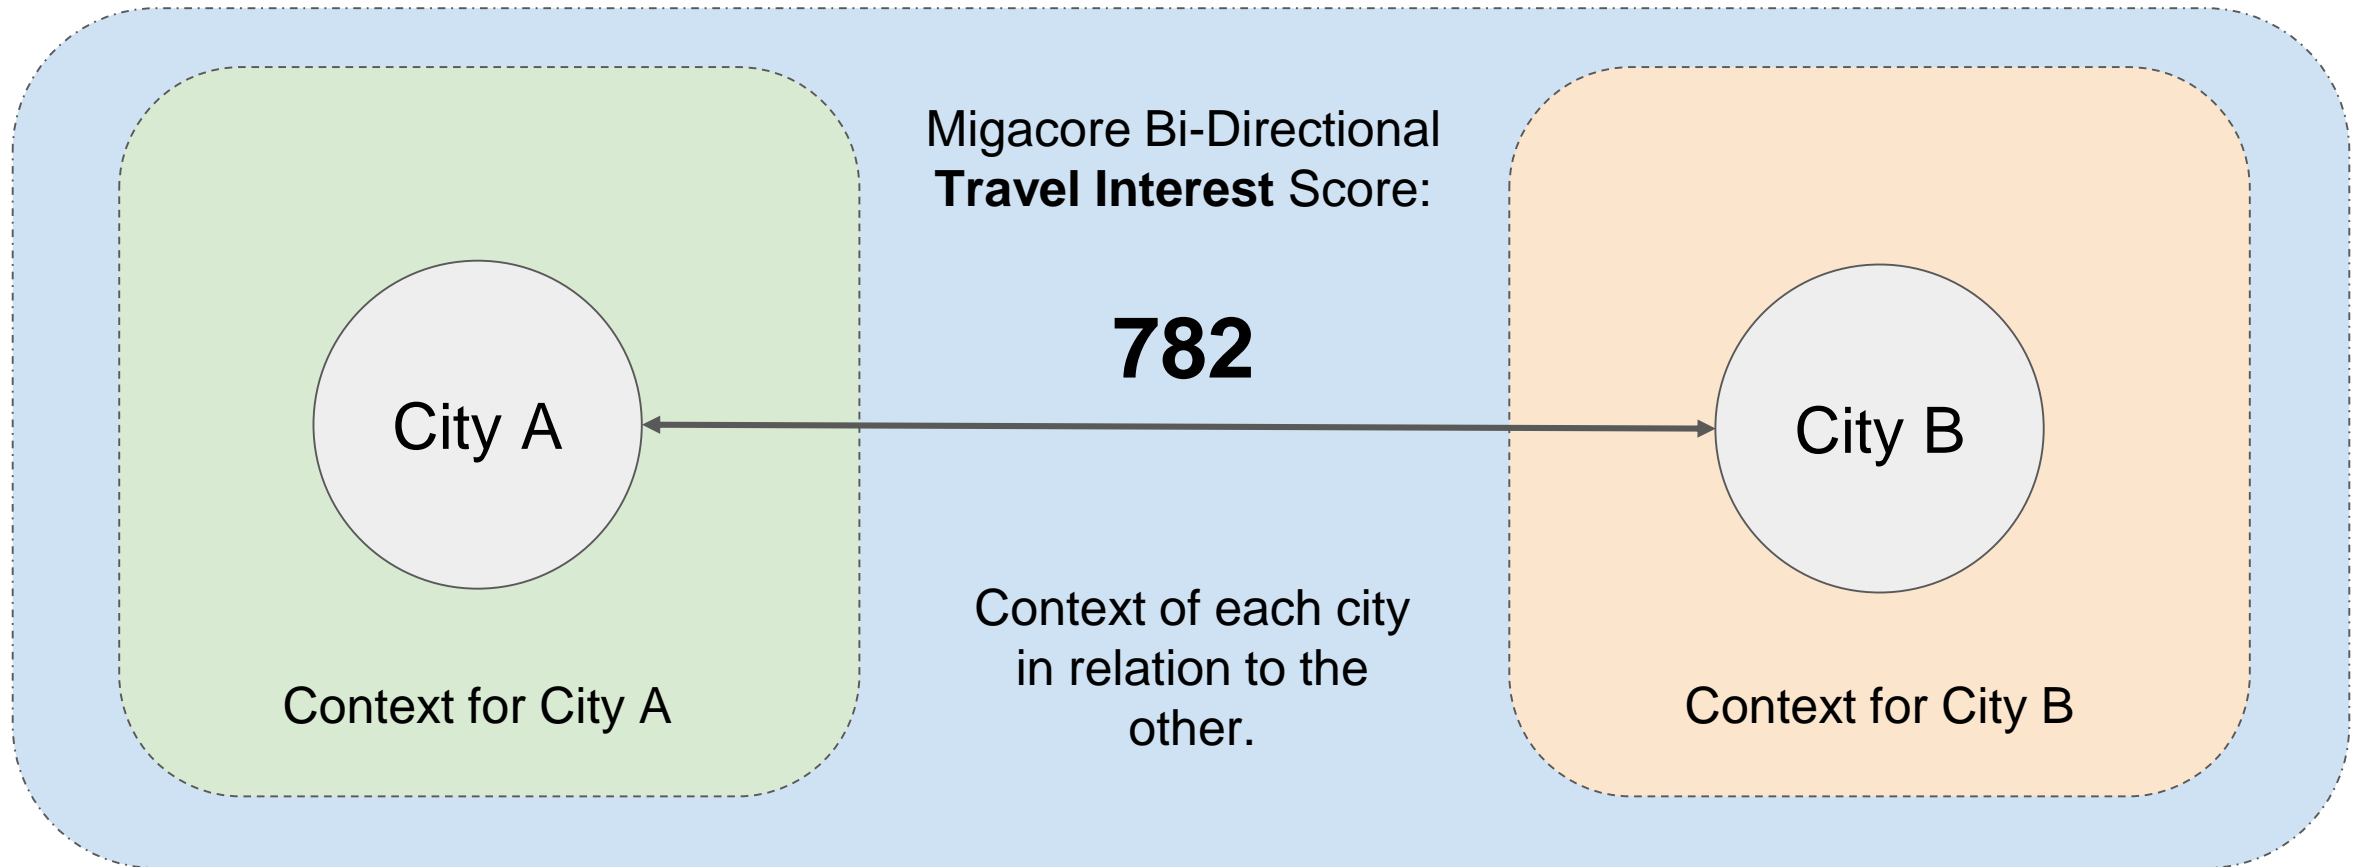 Migacore Bi-Directional
Travel Interest Score:
782
City A
City B
Context of each city
in relation to the
other.
Context for City A
Context for City B